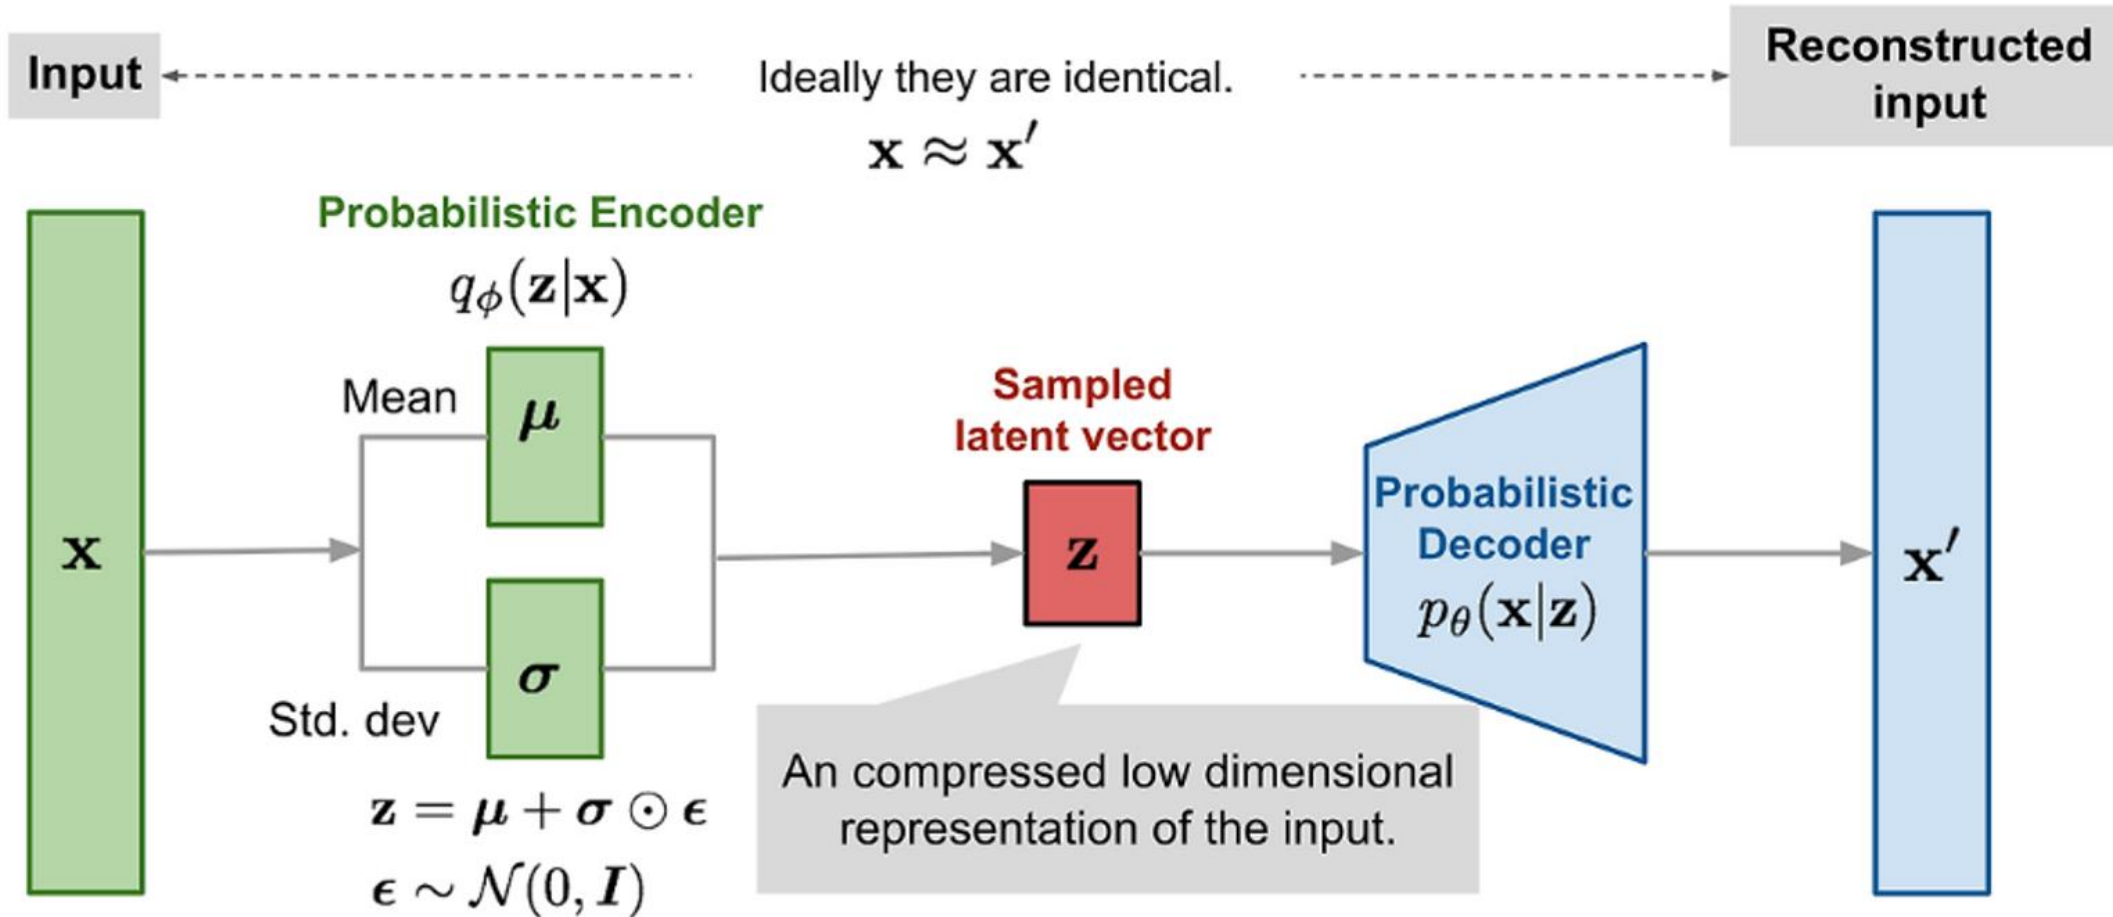 Input
Ideally they are identical.
x ≈ x′
Reconstructed
input
Probabilistic Encoder
qϕ(z|x)
Mean
μ
x
σ
Std. dev
z = μ + σ ⊙ ϵ
ϵ ∼ 𝒩(0, I)
Sampled
latent vector
z
An compressed low dimensional
representation of the input.
Probabilistic
Decoder
pθ(x|z)
x′